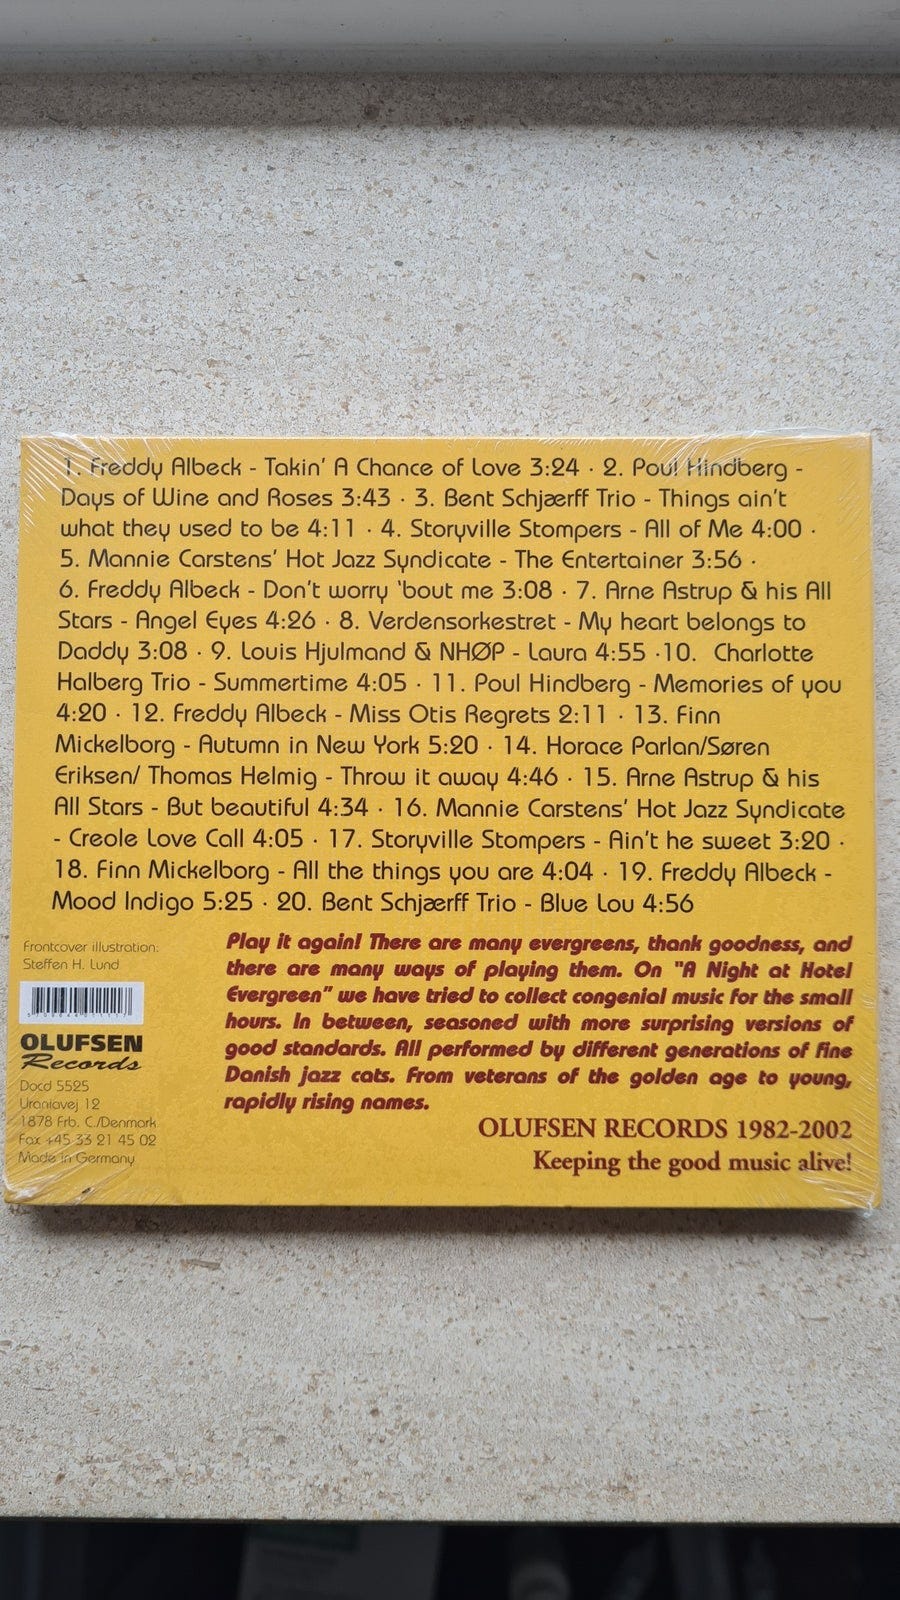 1. Freddy Albeck - Takin' A Chance of Love 3:24 · 2. Poul Hindberg -
Days of Wine and Roses 3:43 · 3. Bent Schjærff Trio - Things ain't
what they used to be 4:11 · 4. Storyville Stompers - All of Me 4:00 ·
5. Mannie Carstens' Hot Jazz Syndicate - The Entertainer 3:56 ·
6. Freddy Albeck - Don't worry 'bout me 3:08 · 7. Arne Astrup & his All
Stars - Angel Eyes 4:26 · 8. Verdensorkestret - My heart belongs to
Daddy 3:08 · 9. Louis Hjulmand & NHØP - Laura 4:55 ·10. Charlotte
Halberg Trio - Summertime 4:05 · 11. Poul Hindberg - Memories of you
4:20 · 12. Freddy Albeck - Miss Otis Regrets 2:11 · 13. Finn
Mickelborg - Autumn in New York 5:20 · 14. Horace Parlan/Søren
Eriksen/ Thomas Helmig - Throw it away 4:46 · 15. Arne Astrup & his
All Stars - But beautiful 4:34 · 16. Mannie Carstens' Hot Jazz Syndicate
- Creole Love Call 4:05 · 17. Storyville Stompers - Ain't he sweet 3:20 ·
18. Finn Mickelborg - All the things you are 4:04 · 19. Freddy Albeck -
Mood Indigo 5:25 · 20. Bent Schjærff Trio - Blue Lou 4:56
Frontcover illustration:
Steffen H. Lund
OLUFSEN
Records
Docd 5525
Uraniavej 12
1878 Frb. C./Denmark
Fax +45 33 21 45 02
Made in Germany
Play it again! There are many evergreens, thank goodness, and
there are many ways of playing them. On "A Night at Hotel
Evergreen" we have tried to collect congenial music for the small
hours. In between, seasoned with more surprising versions of
good standards. All performed by different generations of fine
Danish jazz cats. From veterans of the golden age to young,
rapidly rising names.
OLUFSEN RECORDS 1982-2002
Keeping the good music alive!